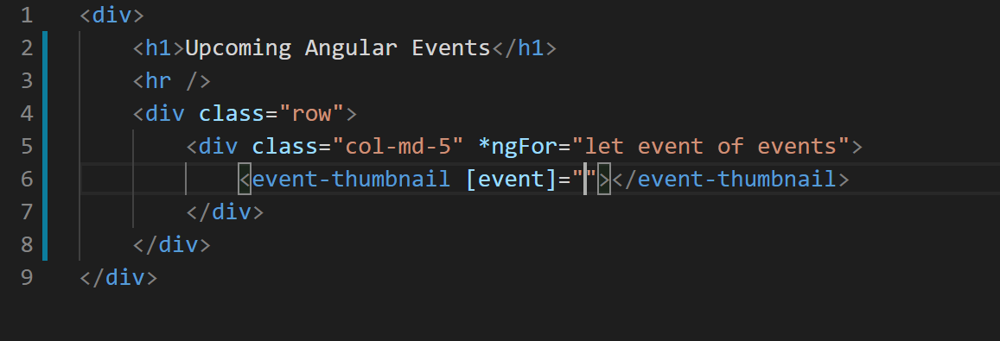 1 <div>
2 <h1>Upcoming Angular Events</h1>
3 <hr />
4 <div class="row">
5 <div class="col-md-5" *ngFor="let event of events">
6 <event-thumbnail [event]=""></event-thumbnail>
7 </div>
8 </div>
9 </div>